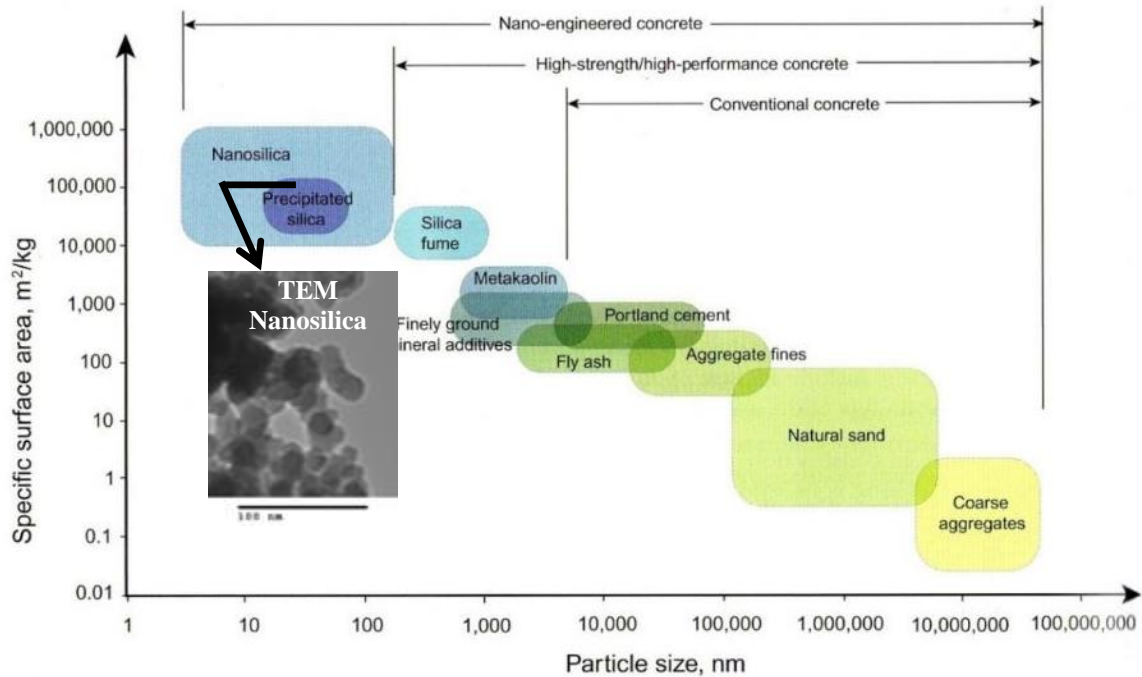 Nano-engineered concrete
High-strength/high-performance concrete
Conventional concrete
Specific surface area, m²/kg
1,000,000
100,000
10,000
1,000
100
10
1
0.1
0.01
Nanosilica
Precipitated
silica
Silica
fume
Metakaolin
TEM
Nanosilica
Finely ground
ineral additives
Portland cement
Fly ash
Aggregate fines
Natural sand
Coarse
aggregates
100 nm
1
10
100
1,000
10,000
100,000
1,000,000
10,000,000
100,000,000
Particle size, nm